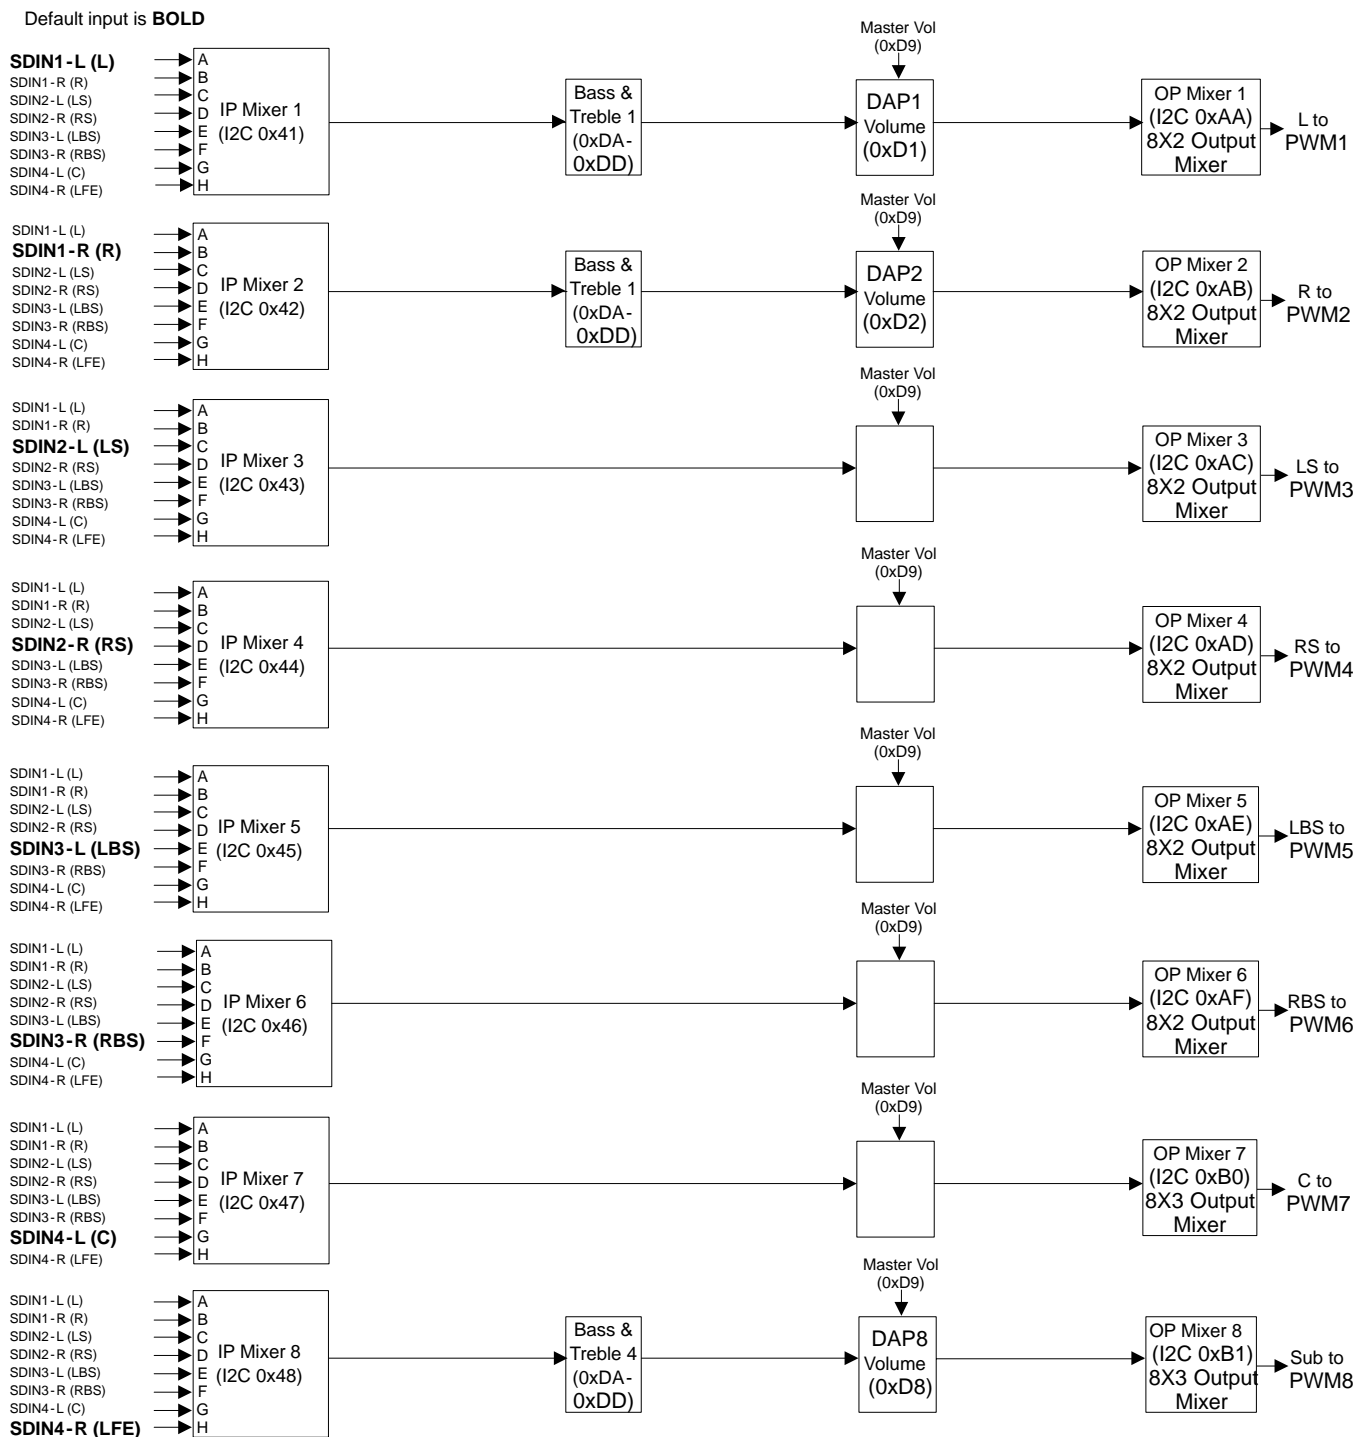 Default input is BOLD
SDIN1-L (L)
SDIN1-R (R)
SDIN2-L (LS)
SDIN2-R (RS)
SDIN3-L (LBS)
SDIN3-R (RBS)
SDIN4-L (C)
SDIN4-R (LFE)
A
B
C
D
E
F
G
H
IP Mixer 1
(I2C 0x41)
Bass &
Treble 1
(0xDA-
0xDD)
Master Vol
(0xD9)
DAP1
Volume
(0xD1)
OP Mixer 1
(I2C 0xAA)
8X2 Output
Mixer
L to
PWM1
SDIN1-L (L)
SDIN1-R (R)
SDIN2-L (LS)
SDIN2-R (RS)
SDIN3-L (LBS)
SDIN3-R (RBS)
SDIN4-L (C)
SDIN4-R (LFE)
A
B
C
D
E
F
G
H
IP Mixer 2
(I2C 0x42)
Bass &
Treble 1
(0xDA-
0xDD)
Master Vol
(0xD9)
DAP2
Volume
(0xD2)
OP Mixer 2
(I2C 0xAB)
8X2 Output
Mixer
R to
PWM2
SDIN1-L (L)
SDIN1-R (R)
SDIN2-L (LS)
SDIN2-R (RS)
SDIN3-L (LBS)
SDIN3-R (RBS)
SDIN4-L (C)
SDIN4-R (LFE)
A
B
C
D
E
F
G
H
IP Mixer 3
(I2C 0x43)
Master Vol
(0xD9)
OP Mixer 3
(I2C 0xAC)
8X2 Output
Mixer
LS to
PWM3
SDIN1-L (L)
SDIN1-R (R)
SDIN2-L (LS)
SDIN2-R (RS)
SDIN3-L (LBS)
SDIN3-R (RBS)
SDIN4-L (C)
SDIN4-R (LFE)
A
B
C
D
E
F
G
H
IP Mixer 4
(I2C 0x44)
Master Vol
(0xD9)
OP Mixer 4
(I2C 0xAD)
8X2 Output
Mixer
RS to
PWM4
SDIN1-L (L)
SDIN1-R (R)
SDIN2-L (LS)
SDIN2-R (RS)
SDIN3-L (LBS)
SDIN3-R (RBS)
SDIN4-L (C)
SDIN4-R (LFE)
A
B
C
D
E
F
G
H
IP Mixer 5
(I2C 0x45)
Master Vol
(0xD9)
OP Mixer 5
(I2C 0xAE)
8X2 Output
Mixer
LBS to
PWM5
SDIN1-L (L)
SDIN1-R (R)
SDIN2-L (LS)
SDIN2-R (RS)
SDIN3-L (LBS)
SDIN3-R (RBS)
SDIN4-L (C)
SDIN4-R (LFE)
A
B
C
D
E
F
G
H
IP Mixer 6
(I2C 0x46)
Master Vol
(0xD9)
OP Mixer 6
(I2C 0xAF)
8X2 Output
Mixer
RBS to
PWM6
SDIN1-L (L)
SDIN1-R (R)
SDIN2-L (LS)
SDIN2-R (RS)
SDIN3-L (LBS)
SDIN3-R (RBS)
SDIN4-L (C)
SDIN4-R (LFE)
A
B
C
D
E
F
G
H
IP Mixer 7
(I2C 0x47)
Master Vol
(0xD9)
OP Mixer 7
(I2C 0xB0)
8X3 Output
Mixer
C to
PWM7
SDIN1-L (L)
SDIN1-R (R)
SDIN2-L (LS)
SDIN2-R (RS)
SDIN3-L (LBS)
SDIN3-R (RBS)
SDIN4-L (C)
SDIN4-R (LFE)
A
B
C
D
E
F
G
H
IP Mixer 8
(I2C 0x48)
Bass &
Treble 4
(0xDA-
0xDD)
Master Vol
(0xD9)
DAP8
Volume
(0xD8)
OP Mixer 8
(I2C 0xB1)
8X3 Output
Mixer
Sub to
PWM8